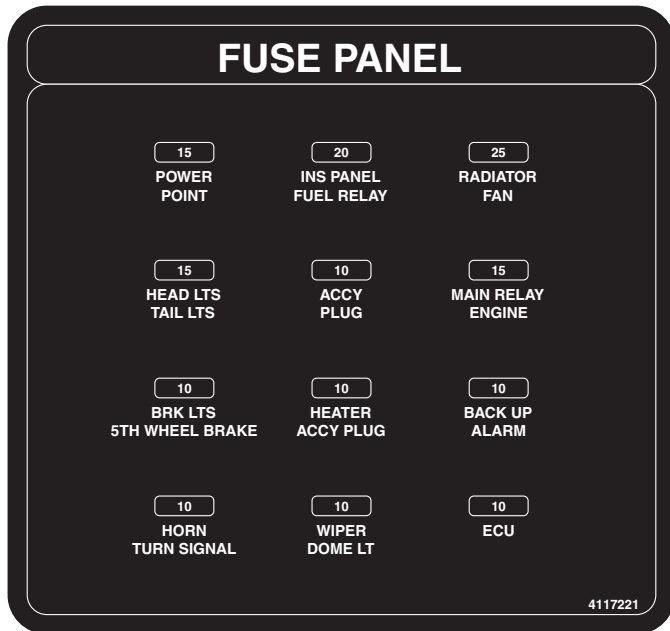 FUSE PANEL
15
POWER
POINT
20
INS PANEL
FUEL RELAY
25
RADIATOR
FAN
15
HEAD LTS
TAIL LTS
10
ACCY
PLUG
15
MAIN RELAY
ENGINE
10
BRK LTS
5TH WHEEL BRAKE
10
HEATER
ACCY PLUG
10
BACK UP
ALARM
10
HORN
TURN SIGNAL
10
WIPER
DOME LT
10
ECU
4117221